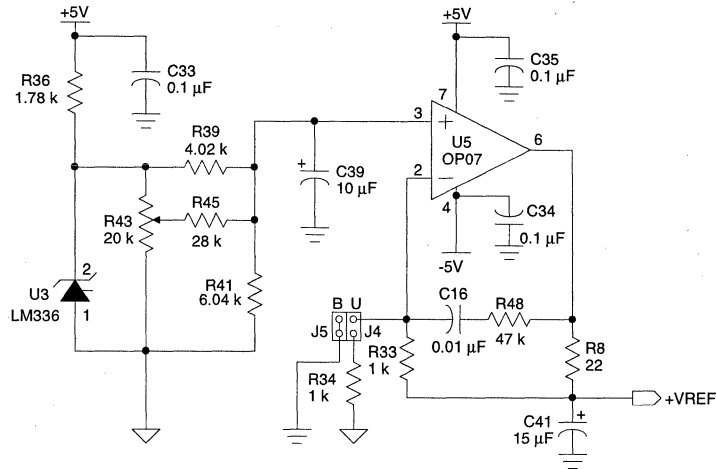 +5V
R36
1.78 k
C33
0.1 µF
R39
4.02 k
R43
20 k
R45
28 k
R41
6.04 k
U3
LM336
2
1
+
C39
10 µF
+5V
C35
0.1 µF
7
3
+
U5
OP07
6
2
−
4
C34
0.1 µF
-5V
B U
J5
J4
C16
0.01 µF
R48
47 k
R33
1 k
R34
1 k
R8
22
+VREF
C41
15 µF
+